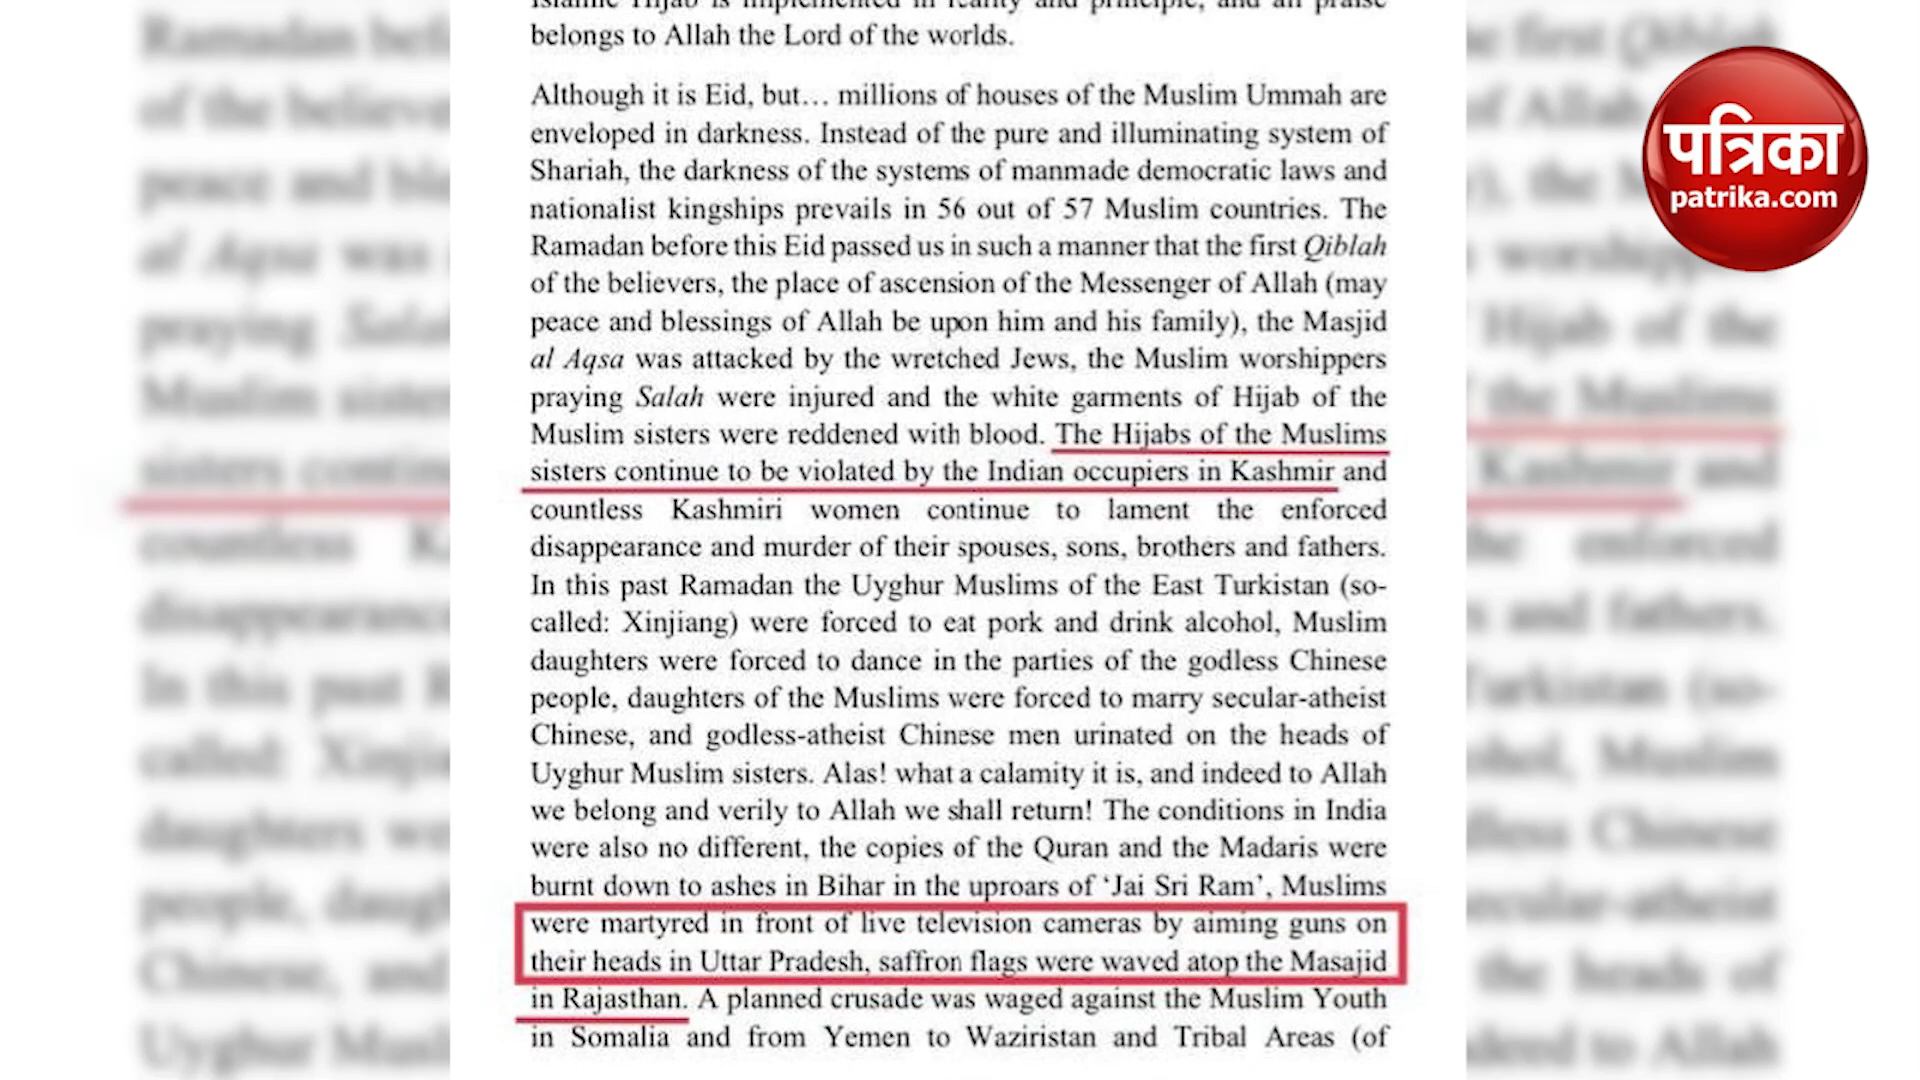 belongs to Allah the Lord of the worlds.
Although it is Eid, but… millions of houses of the Muslim Ummah are
enveloped in darkness. Instead of the pure and illuminating system of
Shariah, the darkness of the systems of manmade democratic laws and
nationalist kingships prevails in 56 out of 57 Muslim countries. The
Ramadan before this Eid passed us in such a manner that the first Qiblah
of the believers, the place of ascension of the Messenger of Allah (may
peace and blessings of Allah be upon him and his family), the Masjid
al Aqsa was attacked by the wretched Jews, the Muslim worshippers
praying Salah were injured and the white garments of Hijab of the
Muslim sisters were reddened with blood. The Hijabs of the Muslims
sisters continue to be violated by the Indian occupiers in Kashmir and
countless Kashmiri women continue to lament the enforced
disappearance and murder of their spouses, sons, brothers and fathers.
In this past Ramadan the Uyghur Muslims of the East Turkistan (so-
called: Xinjiang) were forced to eat pork and drink alcohol, Muslim
daughters were forced to dance in the parties of the godless Chinese
people, daughters of the Muslims were forced to marry secular-atheist
Chinese, and godless-atheist Chinese men urinated on the heads of
Uyghur Muslim sisters. Alas! what a calamity it is, and indeed to Allah
we belong and verily to Allah we shall return! The conditions in India
were also no different, the copies of the Quran and the Madaris were
burnt down to ashes in Bihar in the uproars of ‘Jai Sri Ram’, Muslims
were martyred in front of live television cameras by aiming guns on
their heads in Uttar Pradesh, saffron flags were waved atop the Masajid
in Rajasthan. A planned crusade was waged against the Muslim Youth
in Somalia and from Yemen to Waziristan and Tribal Areas (of
पत्रिका
patrika.com